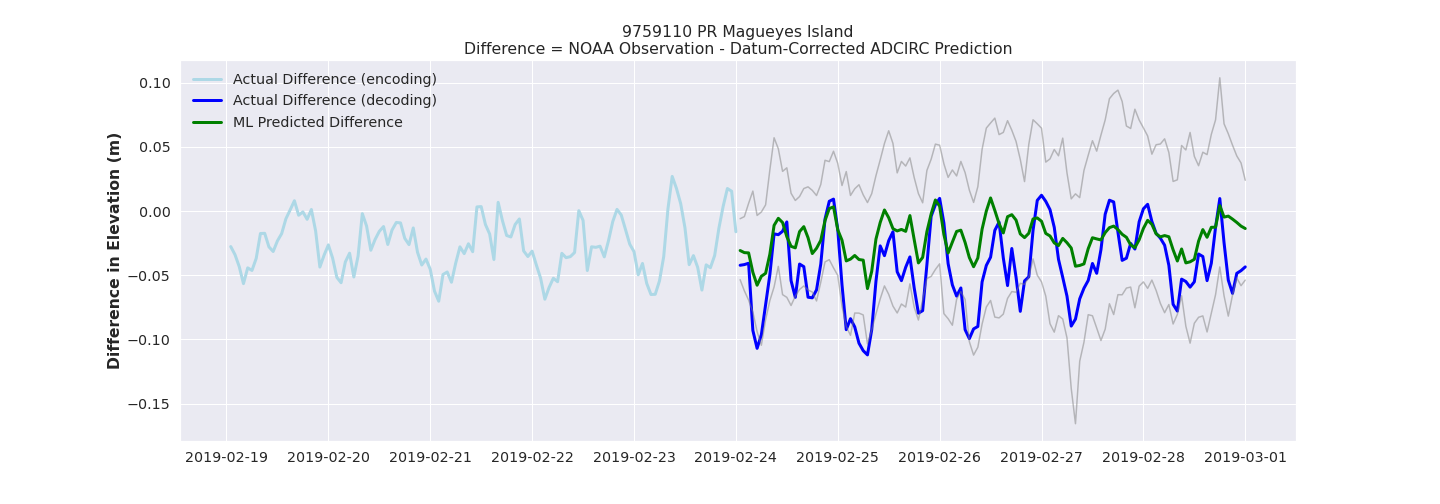 9759110 PR Magueyes Island
Difference = NOAA Observation - Datum-Corrected ADCIRC Prediction
Actual Difference (encoding)
Actual Difference (decoding)
ML Predicted Difference
Difference in Elevation (m)
0.10
0.05
0.00
−0.05
−0.10
−0.15
2019-02-19 2019-02-20 2019-02-21 2019-02-22 2019-02-23 2019-02-24 2019-02-25 2019-02-26 2019-02-27 2019-02-28 2019-03-01